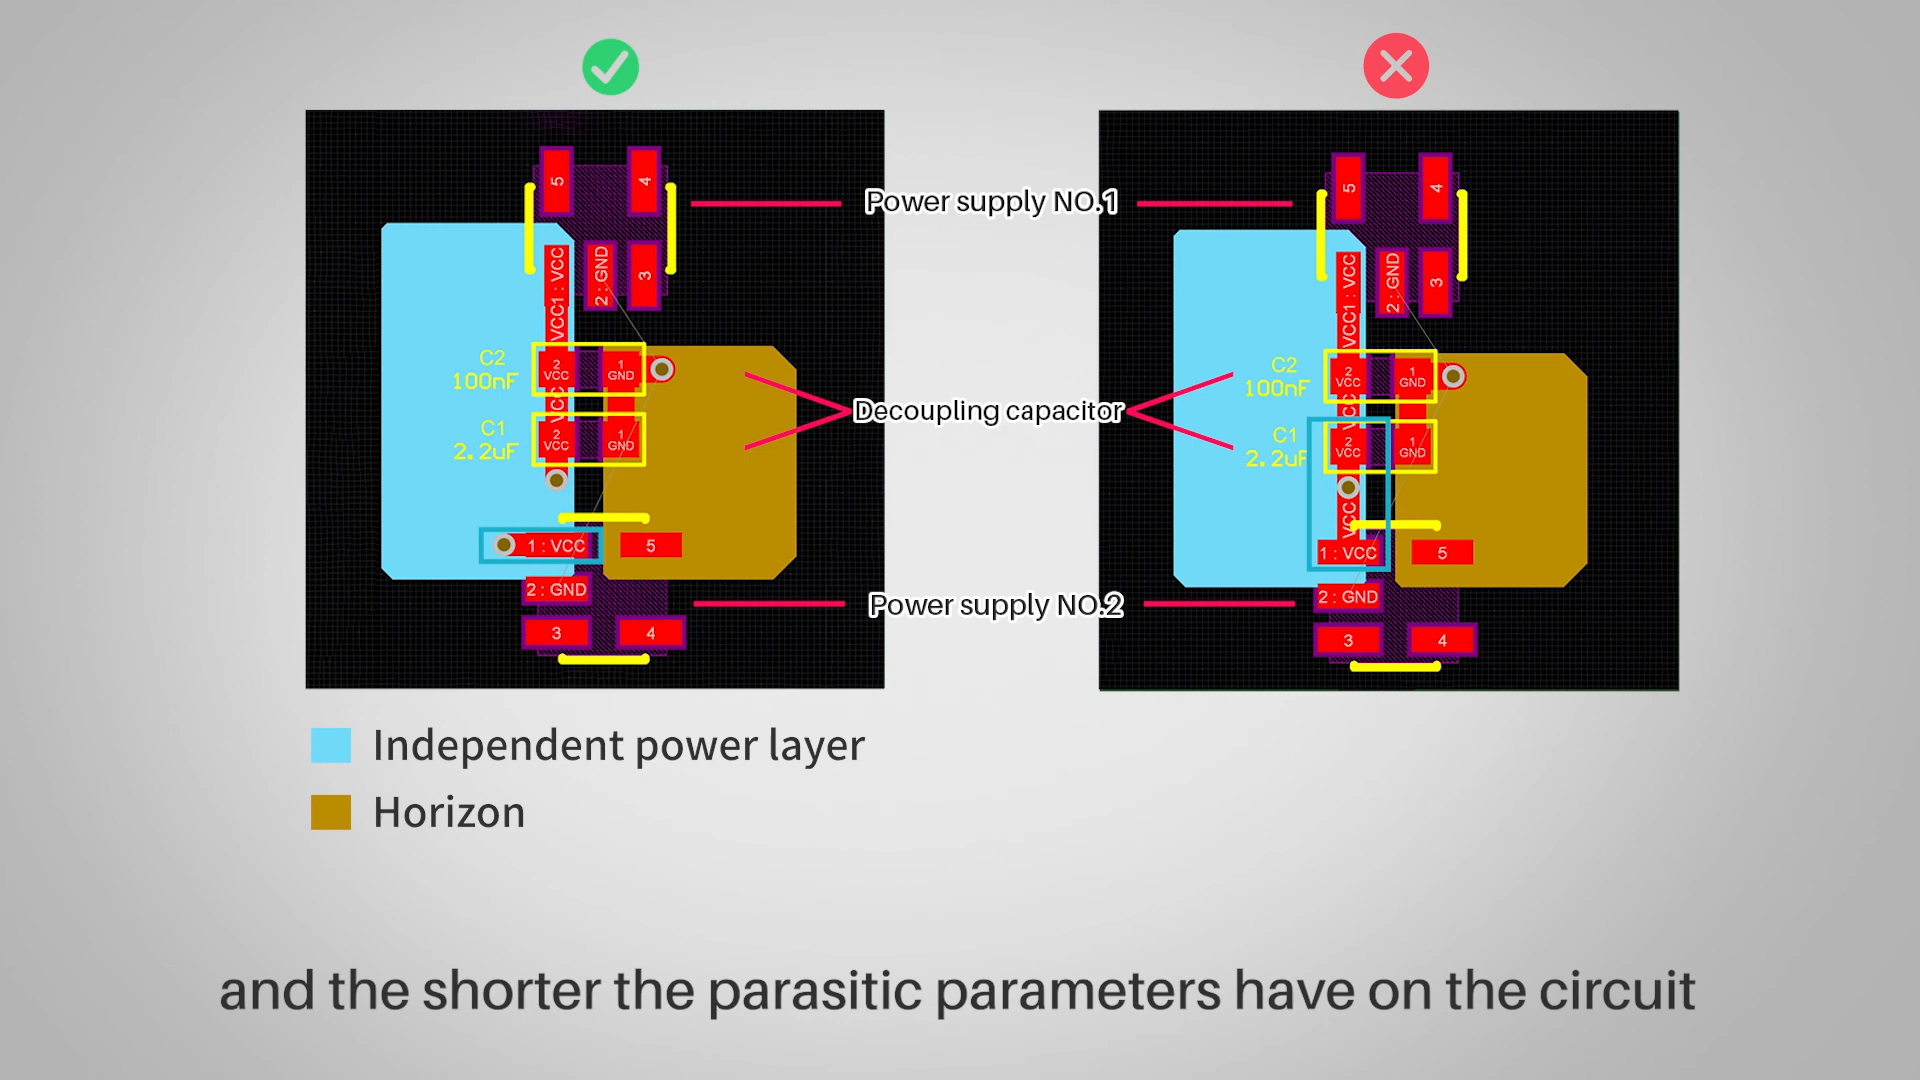 5
4
VCC1 : VCC
2 : GND
3
C2
100nF
2
VCC
1
GND
VCC
C1
2.2uF
2
VCC
1
GND
1 : VCC
5
2 : GND
3
4
Power supply NO.1
Decoupling capacitor
Power supply NO.2
5
4
VCC1 : VCC
2 : GND
3
C2
100nF
2
VCC
1
GND
VCC
C1
2.2uF
2
VCC
1
GND
VCC
1 : VCC
5
2 : GND
3
4
Independent power layer
Horizon
and the shorter the parasitic parameters have on the circuit